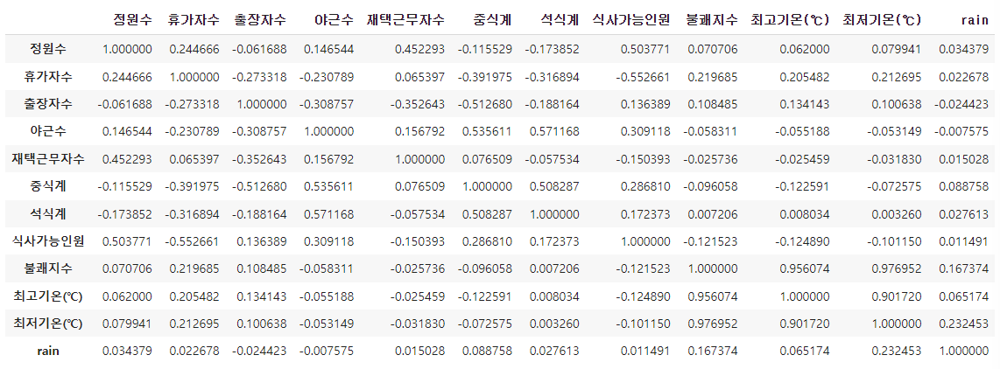 정원수 휴가자수 출장자수 야근수 재택근무자수 중식계 석식계 식사가능인원 불쾌지수 최고기온(℃) 최저기온(℃) rain
정원수 1.000000 0.244666 -0.061688 0.146544 0.452293 -0.115529 -0.173852 0.503771 0.070706 0.062000 0.079941 0.034379
휴가자수 0.244666 1.000000 -0.273318 -0.230789 0.065397 -0.391975 -0.316894 -0.552661 0.219685 0.205482 0.212695 0.022678
출장자수 -0.061688 -0.273318 1.000000 -0.308757 -0.352643 -0.512680 -0.188164 0.136389 0.108485 0.134143 0.100638 -0.024423
야근수 0.146544 -0.230789 -0.308757 1.000000 0.156792 0.535611 0.571168 0.309118 -0.058311 -0.055188 -0.053149 -0.007575
재택근무자수 0.452293 0.065397 -0.352643 0.156792 1.000000 0.076509 -0.057534 -0.150393 -0.025736 -0.025459 -0.031830 0.015028
중식계 -0.115529 -0.391975 -0.512680 0.535611 0.076509 1.000000 0.508287 0.286810 -0.096058 -0.122591 -0.072575 0.088758
석식계 -0.173852 -0.316894 -0.188164 0.571168 -0.057534 0.508287 1.000000 0.172373 0.007206 0.008034 0.003260 0.027613
식사가능인원 0.503771 -0.552661 0.136389 0.309118 -0.150393 0.286810 0.172373 1.000000 -0.121523 -0.124890 -0.101150 0.011491
불쾌지수 0.070706 0.219685 0.108485 -0.058311 -0.025736 -0.096058 0.007206 -0.121523 1.000000 0.956074 0.976952 0.167374
최고기온(℃) 0.062000 0.205482 0.134143 -0.055188 -0.025459 -0.122591 0.008034 -0.124890 0.956074 1.000000 0.901720 0.065174
최저기온(℃) 0.079941 0.212695 0.100638 -0.053149 -0.031830 -0.072575 0.003260 -0.101150 0.976952 0.901720 1.000000 0.232453
rain 0.034379 0.022678 -0.024423 -0.007575 0.015028 0.088758 0.027613 0.011491 0.167374 0.065174 0.232453 1.000000